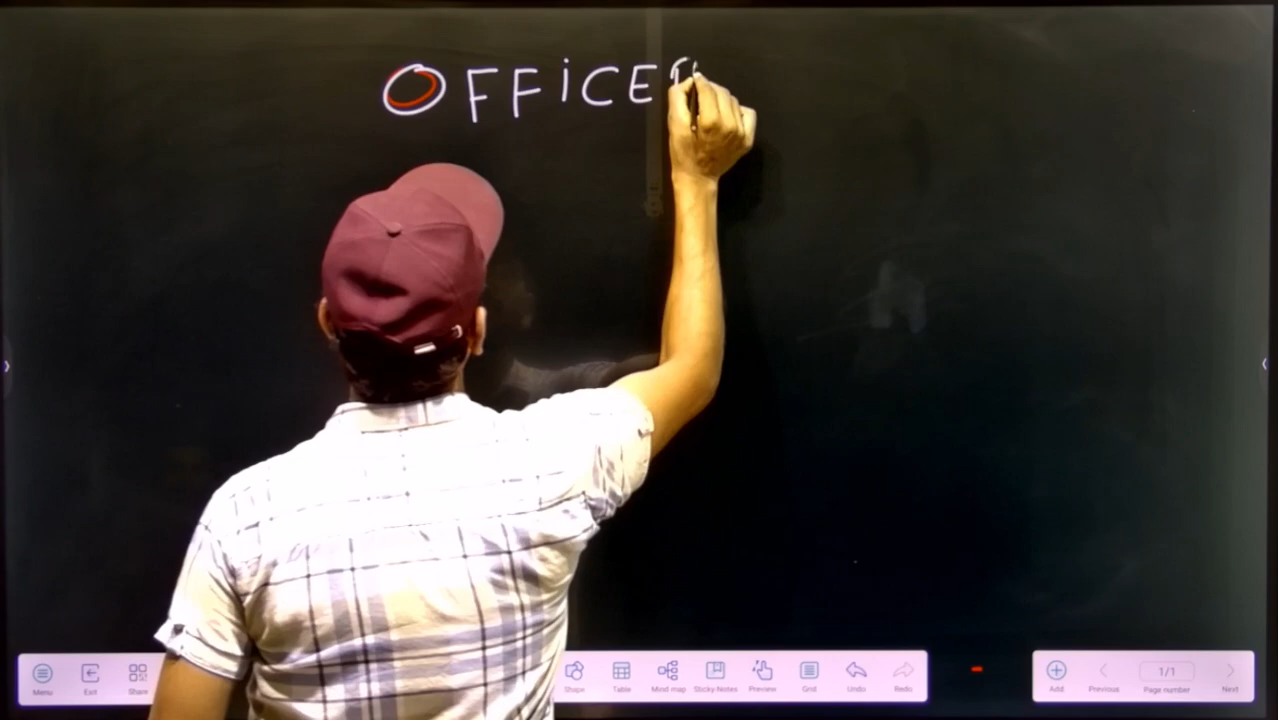 OFFICER
Menu
Exit
Share
Shape
Table
Mind map
Sticky Notes
Preview
Grid
Undo
Redo
Add
Previous
1/1
Page number
Next